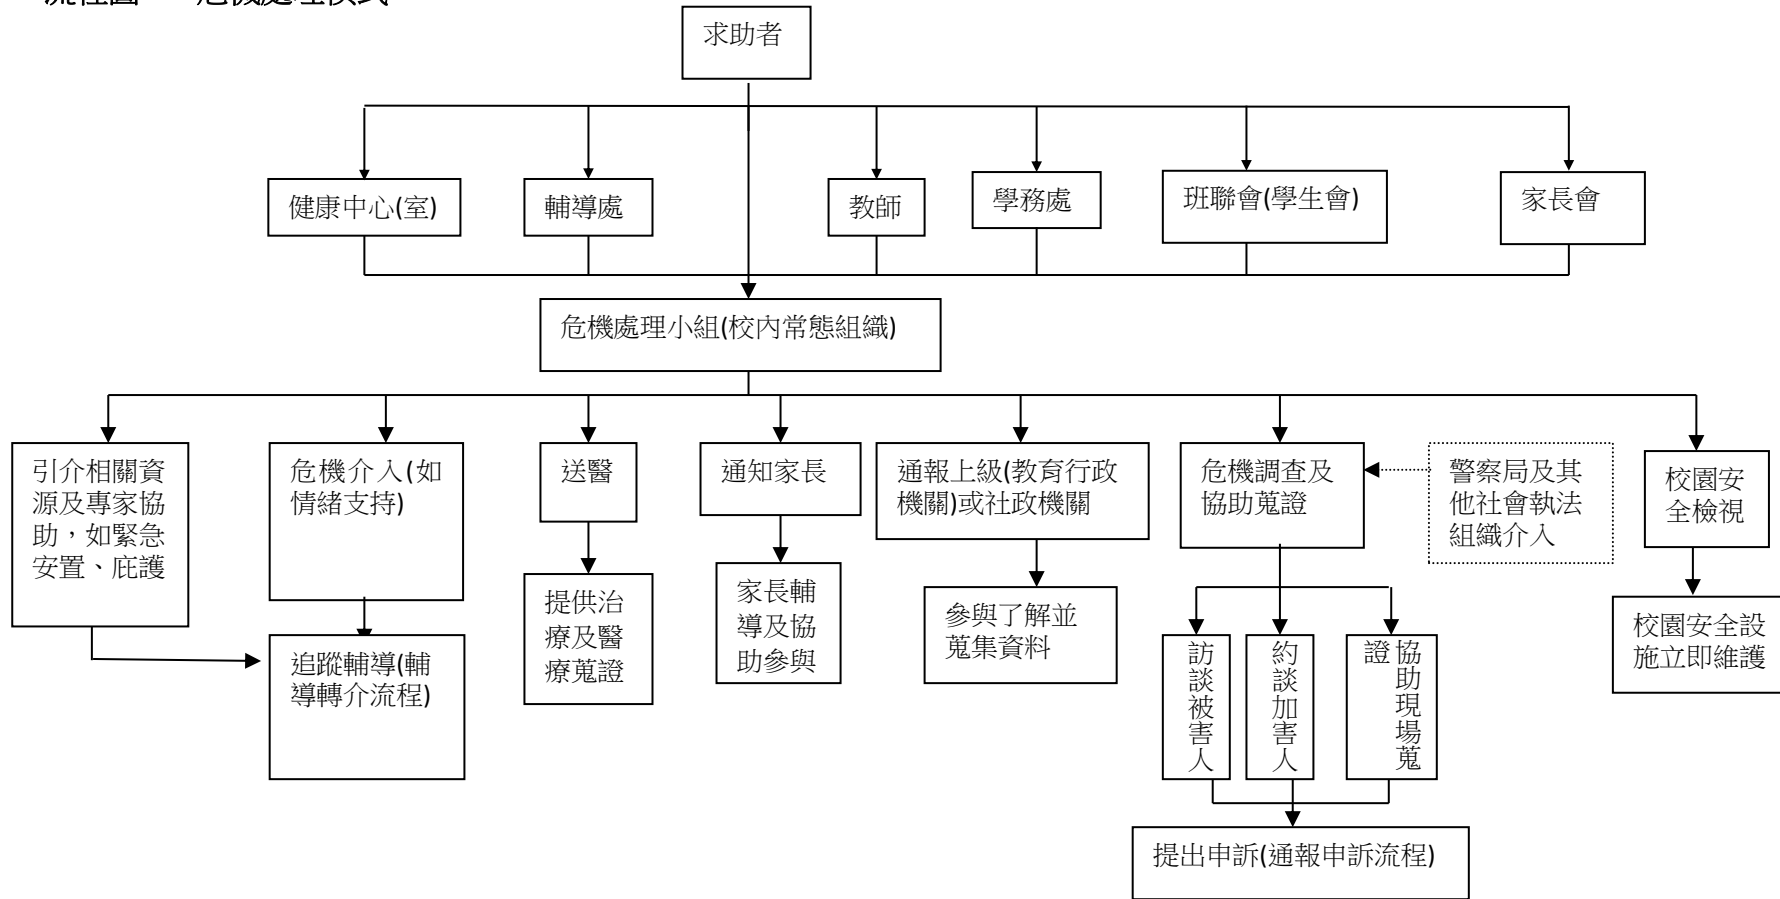 求助者
健康中心(室)
輔導處
教師
學務處
班聯會(學生會)
家長會
危機處理小組(校內常態組織)
引介相關資
源及專家協
助，如緊急
安置、庇護
危機介入(如
情緒支持)
送醫
通知家長
通報上級(教育行政
機關)或社政機關
危機調查及
協助蒐證
警察局及其
他社會執法
組織介入
校園安
全檢視
追蹤輔導(輔
導轉介流程)
提供治
療及醫
療蒐證
家長輔
導及協
助參與
參與了解並
蒐集資料
訪談被害人
約談加害人
協助現場蒐
證
校園安全設
施立即維護
提出申訴(通報申訴流程)